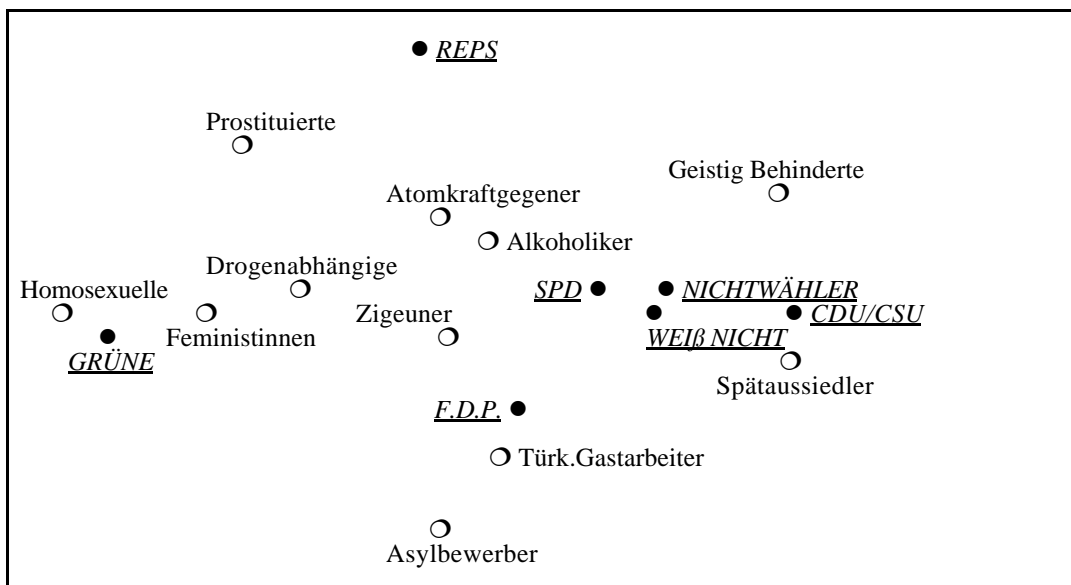 REPS
Prostituierte
Geistig Behinderte
Atomkraftgegener
Alkoholiker
Drogenabhängige
Homosexuelle
SPD
NICHTWÄHLER
Zigeuner
CDU/CSU
Feministinnen
WEIß NICHT
GRÜNE
Spätaussiedler
F.D.P.
Türk.Gastarbeiter
Asylbewerber